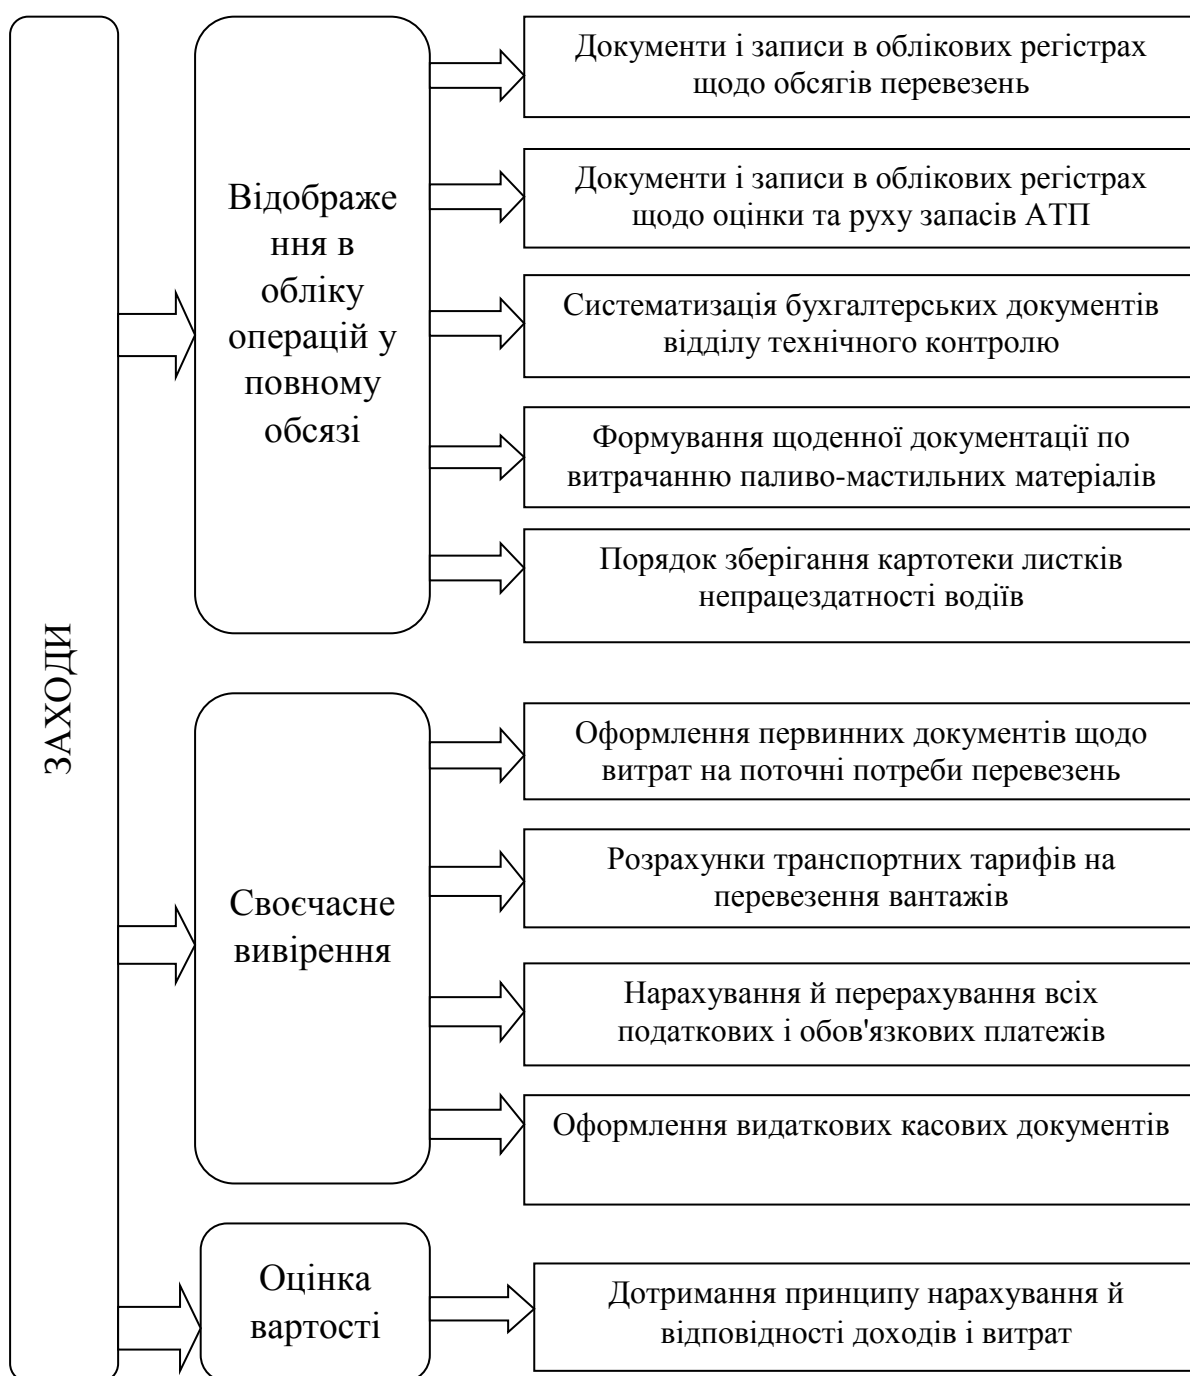 ЗАХОДИ
Відображе
ння в
обліку
операцій у
повному
обсязі
Документи і записи в облікових регістрах
щодо обсягів перевезень
Документи і записи в облікових регістрах
щодо оцінки та руху запасів АТП
Систематизація бухгалтерських документів
відділу технічного контролю
Формування щоденної документації по
витрачанню паливо-мастильних матеріалів
Порядок зберігання картотеки листків
непрацездатності водіїв
Своєчасне
вивірення
Оформлення первинних документів щодо
витрат на поточні потреби перевезень
Розрахунки транспортних тарифів на
перевезення вантажів
Нарахування й перерахування всіх
податкових і обов'язкових платежів
Оформлення видаткових касових документів
Оцінка
вартості
Дотримання принципу нарахування й
відповідності доходів і витрат